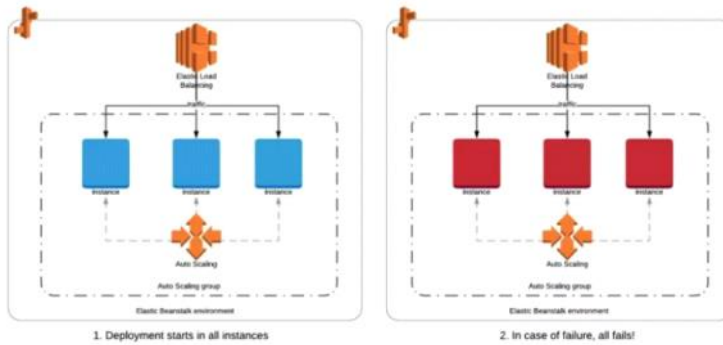 Elastic Load
Balancing
traffic
Instance
Instance
Instance
Auto Scaling
Auto Scaling group
Elastic Beanstalk environment
1. Deployment starts in all instances
Elastic Load
Balancing
traffic
Instance
Instance
Instance
Auto Scaling
Auto Scaling group
Elastic Beanstalk environment
2. In case of failure, all fails!